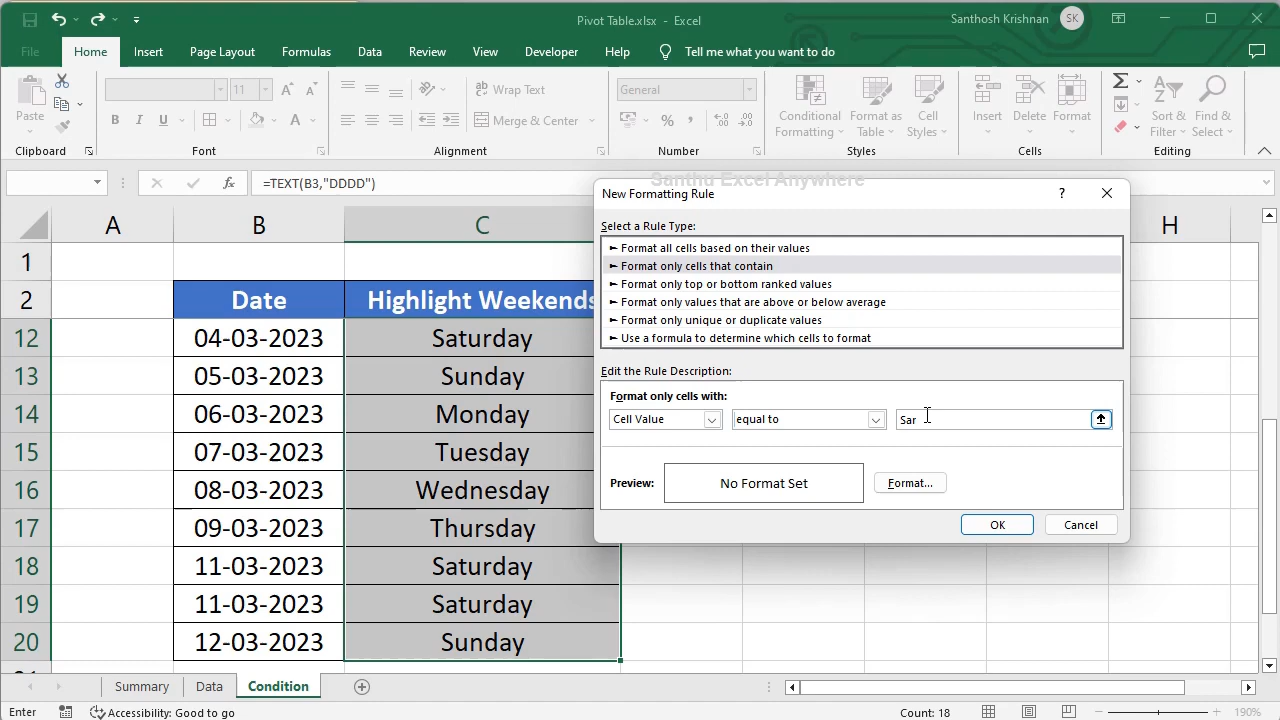 Pivot Table.xlsx - Excel
Santhosh Krishnan
SK
File Home Insert Page Layout Formulas Data Review View Developer Help Tell me what you want to do
Paste
Clipboard
11
B I U
Font
Wrap Text
Merge & Center
Alignment
General
Number
Conditional Formatting
Format as Table
Cell Styles
Styles
Insert
Delete
Format
Cells
Sort & Filter
Find & Select
Editing
=TEXT(B3,"DDDD")
Santhu Excel Anywhere
A B C H
1
2 Date Highlight Weekends
12 04-03-2023 Saturday
13 05-03-2023 Sunday
14 06-03-2023 Monday
15 07-03-2023 Tuesday
16 08-03-2023 Wednesday
17 09-03-2023 Thursday
18 11-03-2023 Saturday
19 11-03-2023 Saturday
20 12-03-2023 Sunday
New Formatting Rule
Select a Rule Type:
► Format all cells based on their values
► Format only cells that contain
► Format only top or bottom ranked values
► Format only values that are above or below average
► Format only unique or duplicate values
► Use a formula to determine which cells to format
Edit the Rule Description:
Format only cells with:
Cell Value equal to Sar
Preview: No Format Set Format...
OK Cancel
Summary Data Condition
Enter Accessibility: Good to go Count: 18 190%